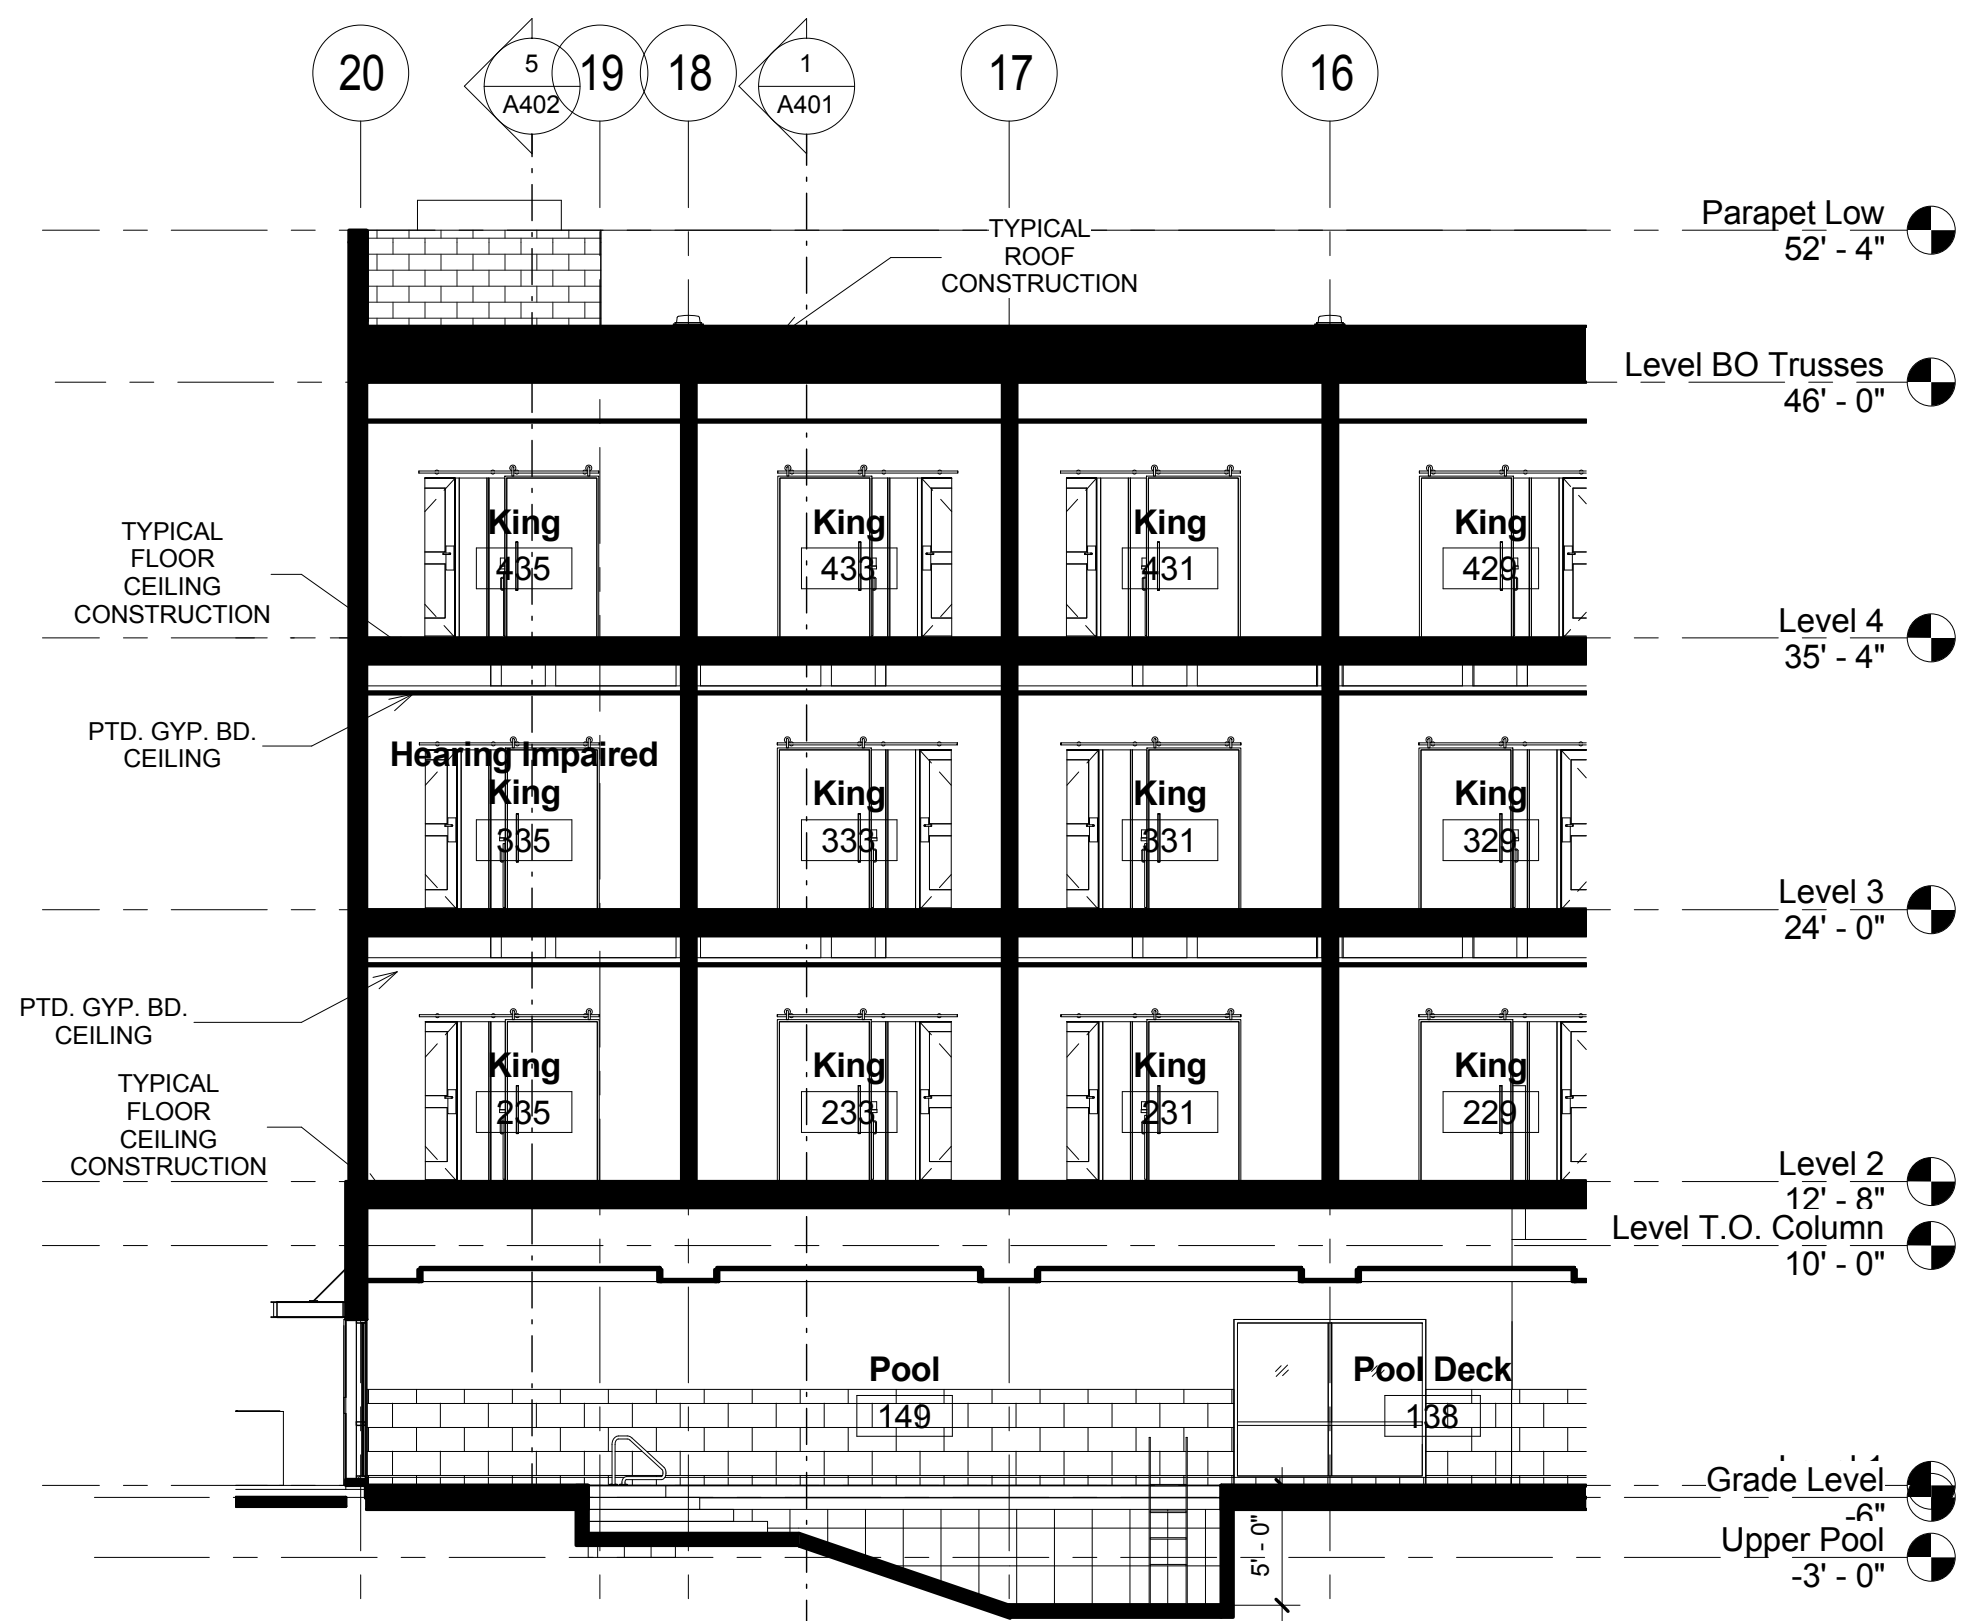 20
5
A402
19
18
1
A401
17
16
Parapet Low
52' - 4"
TYPICAL
ROOF
CONSTRUCTION
Level BO Trusses
46' - 0"
King
435
King
433
King
431
King
429
TYPICAL
FLOOR
CEILING
CONSTRUCTION
Level 4
35' - 4"
PTD. GYP. BD.
CEILING
Hearing Impaired
King
335
King
333
King
331
King
329
Level 3
24' - 0"
PTD. GYP. BD.
CEILING
King
235
King
233
King
231
King
229
TYPICAL
FLOOR
CEILING
CONSTRUCTION
Level 2
12' - 8"
Level T.O. Column
10' - 0"
Pool
149
Pool Deck
138
Grade Level
-6"
Upper Pool
-3' - 0"
5' - 0"